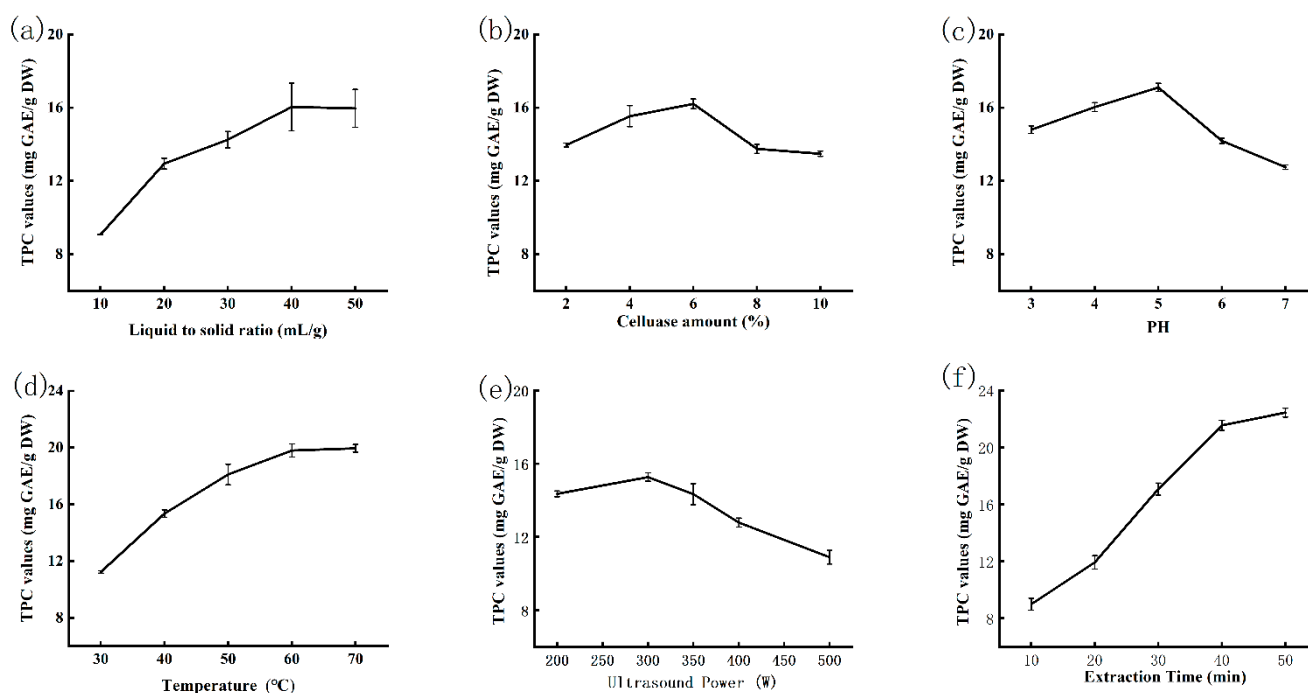 (a)
TPC values (mg GAE/g DW)
20
16
12
8
10 20 30 40 50
Liquid to solid ratio (mL/g)
(b)
TPC values (mg GAE/g DW)
20
16
12
8
2 4 6 8 10
Celluase amount (%)
(c)
TPC values (mg GAE/g DW)
20
16
12
8
3 4 5 6 7
PH
(d)
TPC values (mg GAE/g DW)
24
20
16
12
8
30 40 50 60 70
Temperature (℃)
(e)
TPC values (mg GAE/g DW)
20
16
12
8
200 250 300 350 400 450 500
Ultrasound Power (W)
(f)
TPC values (mg GAE/g DW)
24
20
16
12
8
10 20 30 40 50
Extraction Time (min)